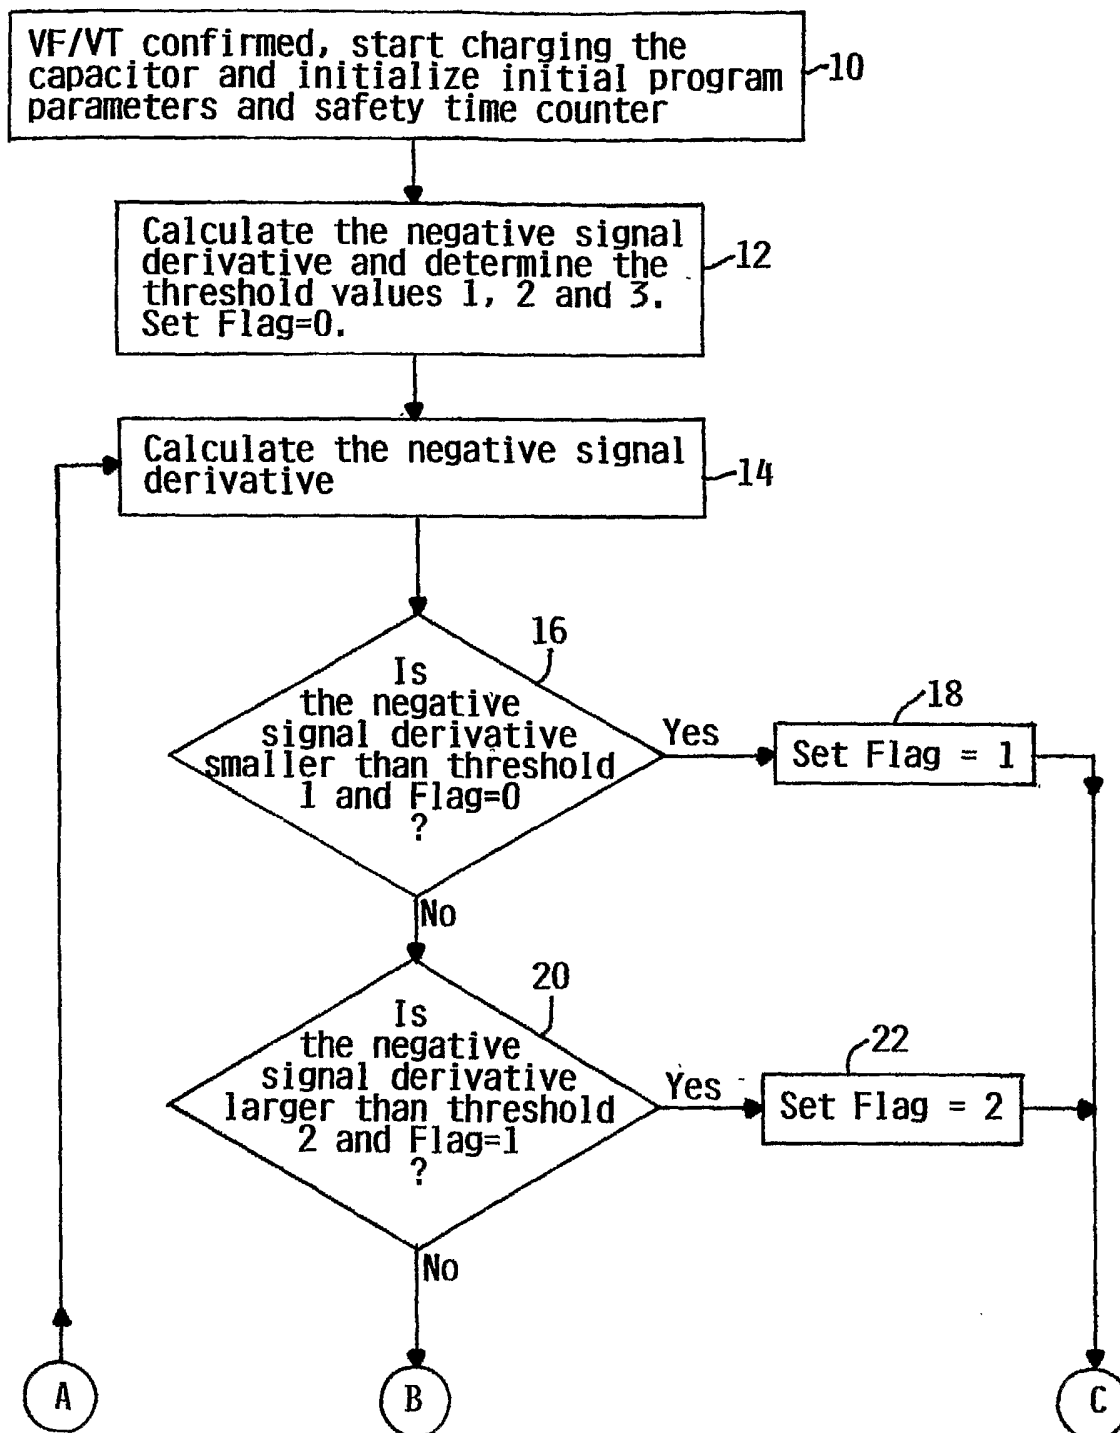 VF/VT confirmed, start charging the
capacitor and initialize initial program
parameters and safety time counter
10
Calculate the negative signal
derivative and determine the
threshold values 1, 2 and 3.
Set Flag=0.
12
Calculate the negative signal
derivative
14
16
Is
the negative
signal derivative
smaller than threshold
1 and Flag=0
?
Yes
18
Set Flag = 1
No
20
Is
the negative
signal derivative
larger than threshold
2 and Flag=1
?
Yes
22
Set Flag = 2
No
A
B
C